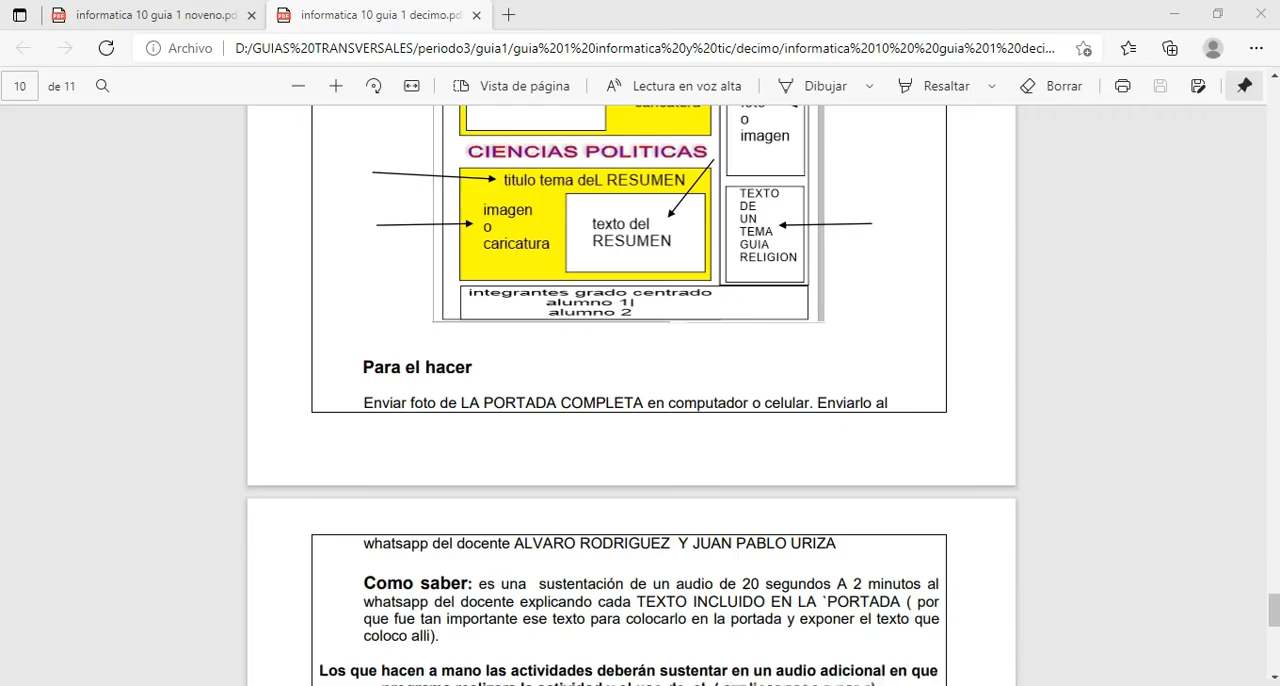 informatica 10 guia 1 noveno.pd
informatica 10 guia 1 decimo.pd
Archivo
D:/GUIAS%20TRANSVERSALES/periodo3/guia1/guia%201%20informatica%20y%20tic/decimo/informatica%2010%20%20guia%201%20deci...
10
de 11
Vista de página
Lectura en voz alta
Dibujar
Resaltar
Borrar
caricatura
foto
o
imagen
CIENCIAS POLITICAS
titulo tema deL RESUMEN
imagen
o
caricatura
texto del
RESUMEN
TEXTO
DE
UN
TEMA
GUIA
RELIGION
integrantes grado centrado
alumno 1|
alumno 2
Para el hacer
Enviar foto de LA PORTADA COMPLETA en computador o celular. Enviarlo al
whatsapp del docente ALVARO RODRIGUEZ  Y JUAN PABLO URIZA
Como saber: es una  sustentación de un audio de 20 segundos A 2 minutos al
whatsapp del docente explicando cada TEXTO INCLUIDO EN LA `PORTADA ( por
que fue tan importante ese texto para colocarlo en la portada y exponer el texto que
coloco alli).
Los que hacen a mano las actividades deberán sustentar en un audio adicional en que